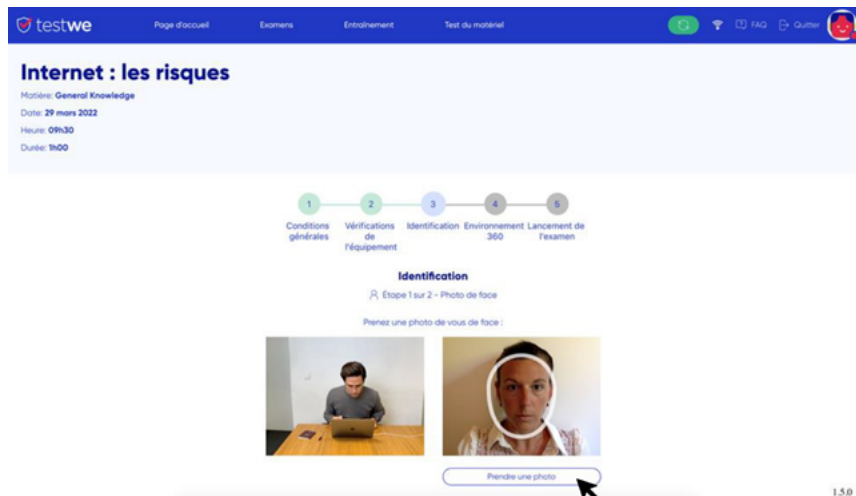 testwe
Page d'accueil
Examens
Entraînement
Test du matériel
FAQ
Quitter
Internet : les risques
Matière: General Knowledge
Date: 29 mars 2022
Heure: 09h30
Durée: 1h00
1
2
3
4
5
Conditions générales
Vérifications de l'équipement
Identification
Environnement 360
Lancement de l'examen
Identification
Étape 1 sur 2 - Photo de face
Prenez une photo de vous de face :
Prendre une photo
1.5.0